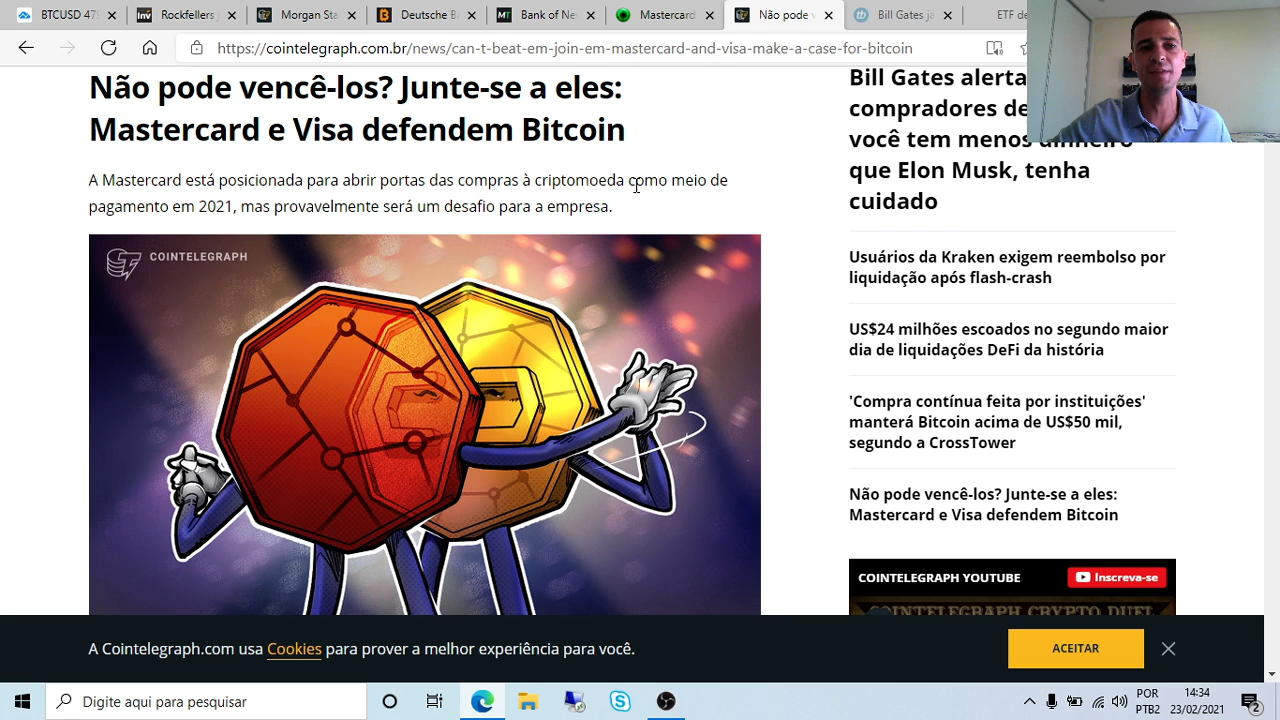 BTCUSD 47
Rockfellers
Morgan Sta
Deutsche
Bank of Ne
Mastercard
Não pode
Bill Gates ja
ETF de
https://cointelegraph.com.br/news/can-t-beat-em-join-em-mastercard-and-visa-make-a-case-for-bitcoin
Não pode vencê-los? Junte-se a eles:
Mastercard e Visa defendem Bitcoin
A Mastercard está posicionada para abrir portas das compras à criptomoeda como meio de
pagamento em 2021, mas provavelmente será um desafio para a empresa.
COINTELEGRAPH
Bill Gates alerta
compradores de
você tem menos dinheiro
que Elon Musk, tenha
cuidado
Usuários da Kraken exigem reembolso por
liquidação após flash-crash
US$24 milhões escoados no segundo maior
dia de liquidações DeFi da história
'Compra contínua feita por instituições'
manterá Bitcoin acima de US$50 mil,
segundo a CrossTower
Não pode vencê-los? Junte-se a eles:
Mastercard e Visa defendem Bitcoin
COINTELEGRAPH YOUTUBE
Inscreva-se
COINTELEGRAPH CRYPTO DUEL
A Cointelegraph.com usa Cookies para prover a melhor experiência para você.
ACEITAR
Digite aqui para pesquisar
POR
PTB2
14:34
23/02/2021
2